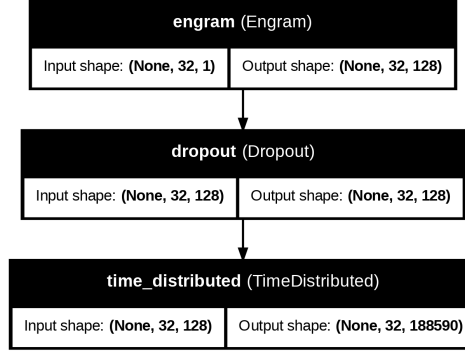 engram (Engram)
Input shape: (None, 32, 1) Output shape: (None, 32, 128)
dropout (Dropout)
Input shape: (None, 32, 128) Output shape: (None, 32, 128)
time_distributed (TimeDistributed)
Input shape: (None, 32, 128) Output shape: (None, 32, 188590)